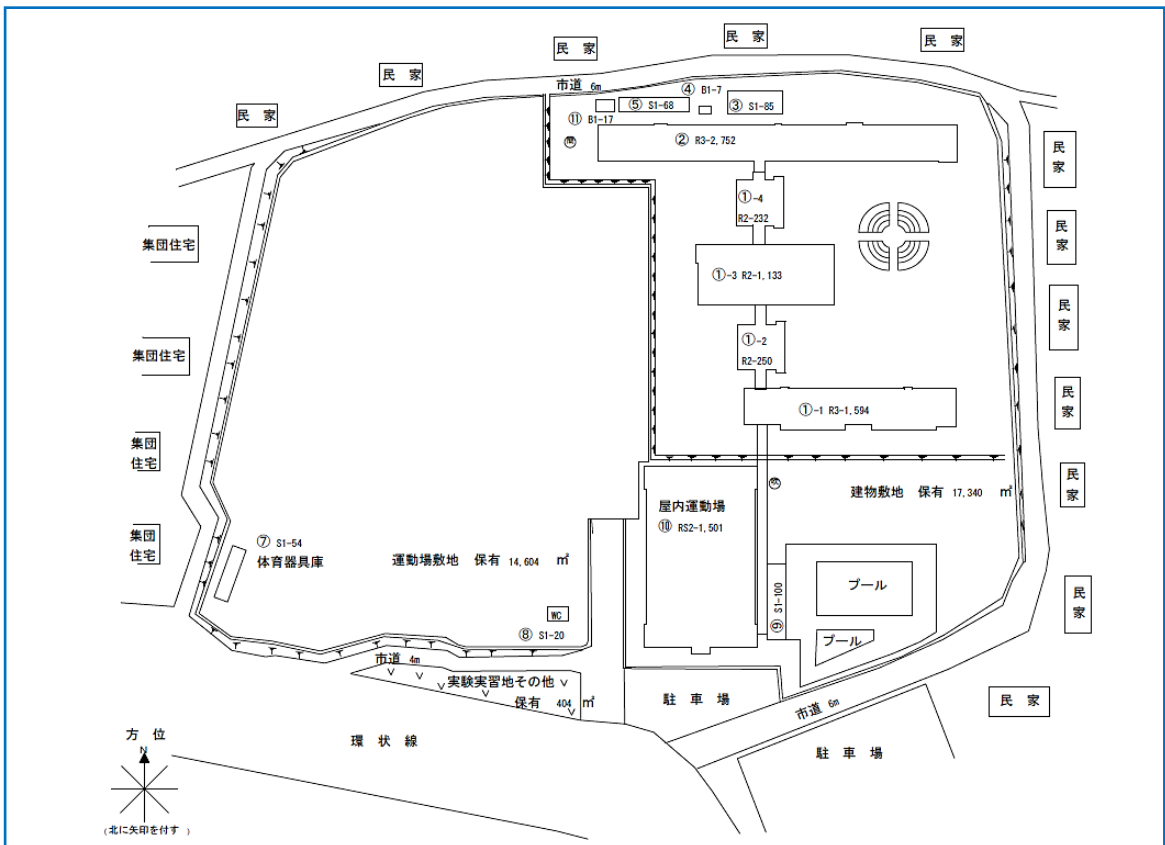 民 家
民 家
民 家
民 家
民 家
市道 6m
④ B1-7
⑤ S1-68
③ S1-85
⑪ B1-17
② R3-2,752
民
家
①-4
R2-232
民
家
集団住宅
①-3 R2-1,133
民
家
集団住宅
①-2
R2-250
民
家
①-1 R3-1,594
集団
住宅
民
家
建物敷地 保有 17,340 ㎡
屋内運動場
⑩ RS2-1,501
集団
住宅
⑦ S1-54
体育器具庫
運動場敷地 保有 14,604 ㎡
プール
⑨ S1-100
民
家
WC
⑧ S1-20
プール
市道 4m
実験実習地その他
保有 404 ㎡
駐 車 場
市道 6m
民 家
方 位
N
環 状 線
駐 車 場
(北に矢印を付す )